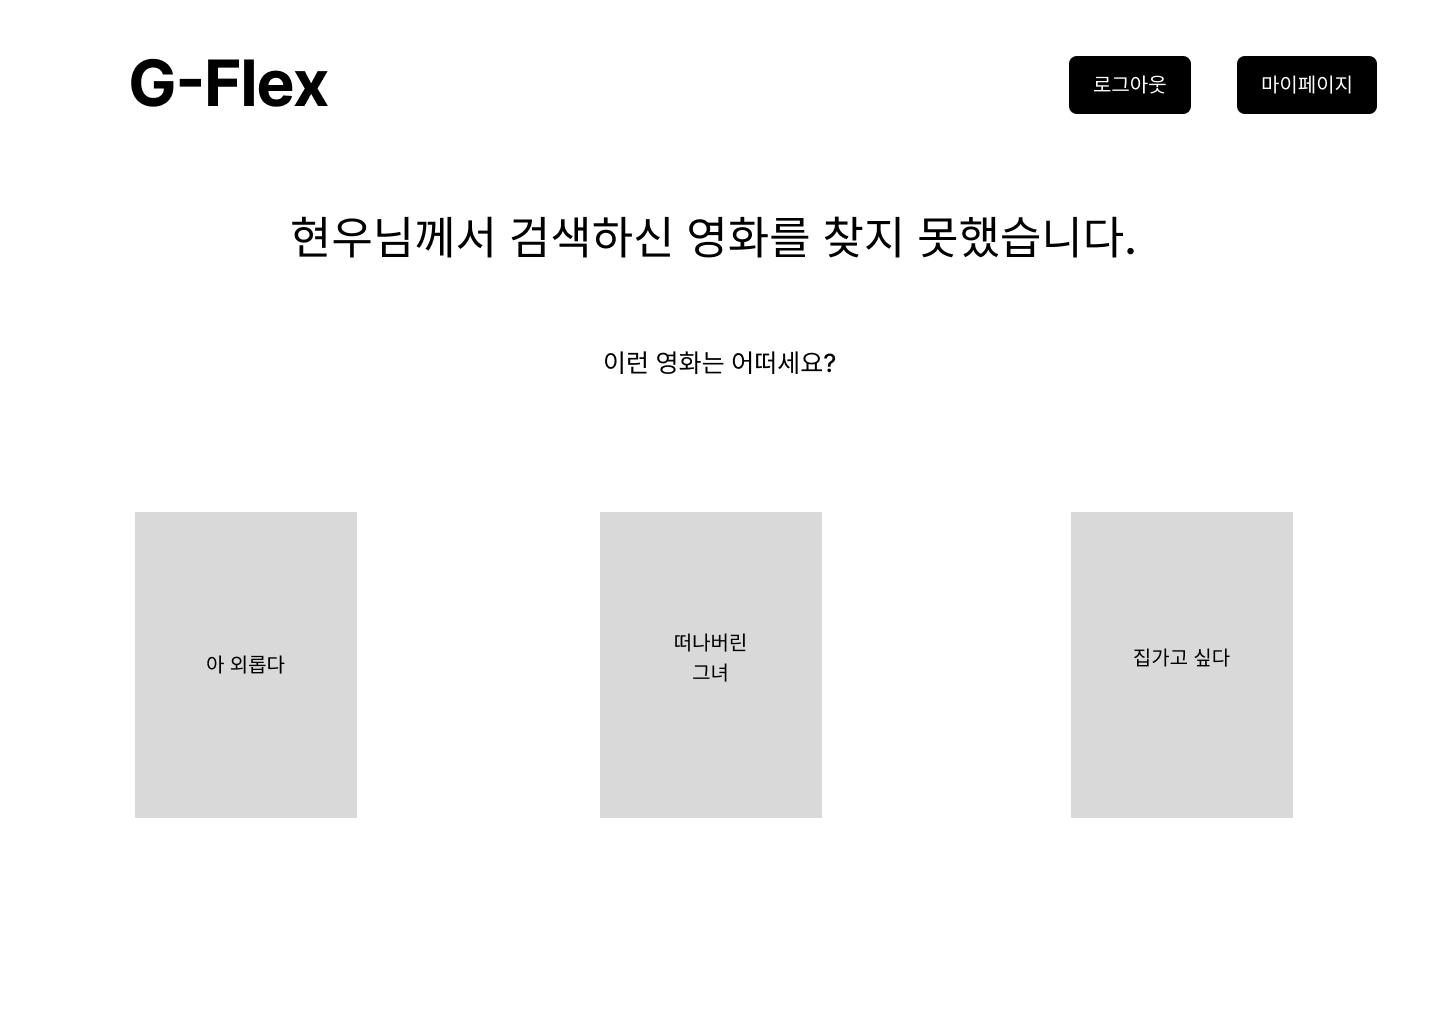 G-Flex
로그아웃
마이페이지
현우님께서 검색하신 영화를 찾지 못했습니다.
이런 영화는 어떠세요?
아 외롭다
떠나버린
그녀
집가고 싶다